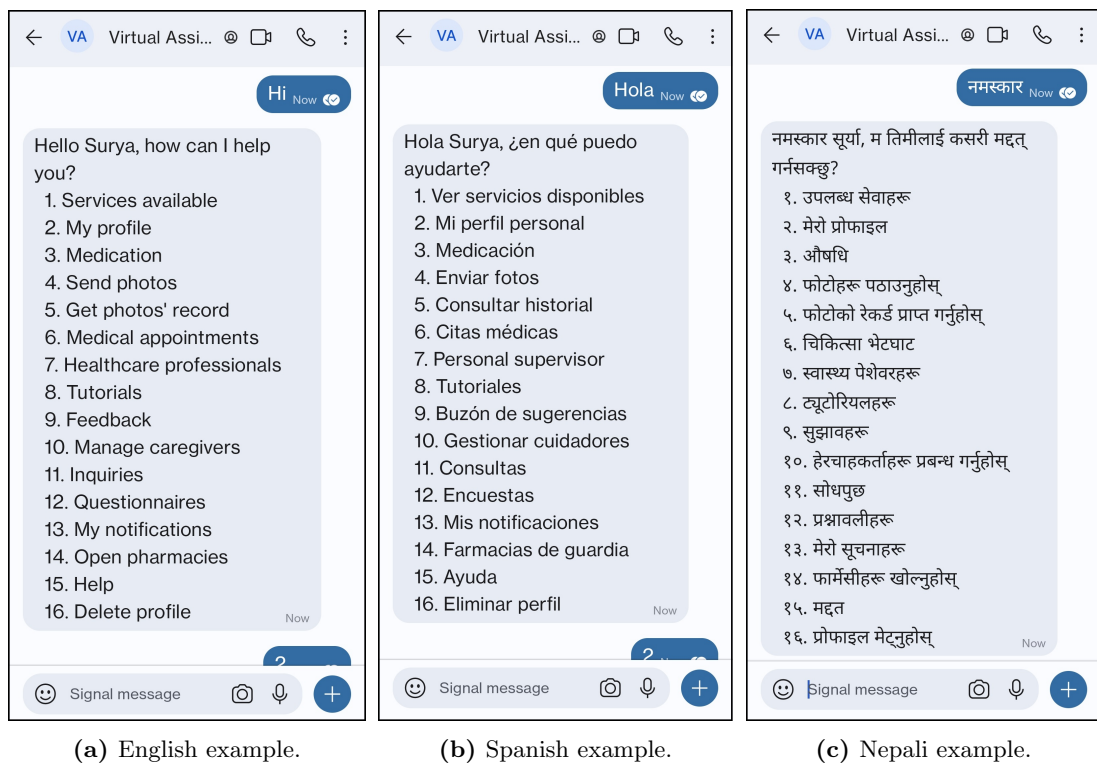 VA Virtual Assi...
Hi Now
Hello Surya, how can I help
you?
1. Services available
2. My profile
3. Medication
4. Send photos
5. Get photos' record
6. Medical appointments
7. Healthcare professionals
8. Tutorials
9. Feedback
10. Manage caregivers
11. Inquiries
12. Questionnaires
13. My notifications
14. Open pharmacies
15. Help
16. Delete profile
Now
2
Signal message
(a) English example.
VA Virtual Assi...
Hola Now
Hola Surya, ¿en qué puedo
ayudarte?
1. Ver servicios disponibles
2. Mi perfil personal
3. Medicación
4. Enviar fotos
5. Consultar historial
6. Citas médicas
7. Personal supervisor
8. Tutoriales
9. Buzón de sugerencias
10. Gestionar cuidadores
11. Consultas
12. Encuestas
13. Mis notificaciones
14. Farmacias de guardia
15. Ayuda
16. Eliminar perfil
Now
2
Signal message
(b) Spanish example.
VA Virtual Assi...
नमस्कार Now
नमस्कार सूर्या, म तिमीलाई कसरी मद्दत्
गर्नसक्छु?
१. उपलब्ध सेवाहरू
२. मेरो प्रोफाइल
३. औषधि
४. फोटोहरू पठाउनुहोस्
५. फोटोको रेकर्ड प्राप्त गर्नुहोस्
६. चिकित्सा भेटघाट
७. स्वास्थ्य पेशेवरहरू
८. ट्यूटोरियलहरू
९. सुझावहरू
१०. हेरचाहकर्ताहरू प्रबन्ध गर्नुहोस्
११. सोधपुछ
१२. प्रश्नावलीहरू
१३. मेरो सूचनाहरू
१४. फार्मेसीहरू खोल्नुहोस्
१५. मद्दत
१६. प्रोफाइल मेट्नुहोस्
Now
Signal message
(c) Nepali example.